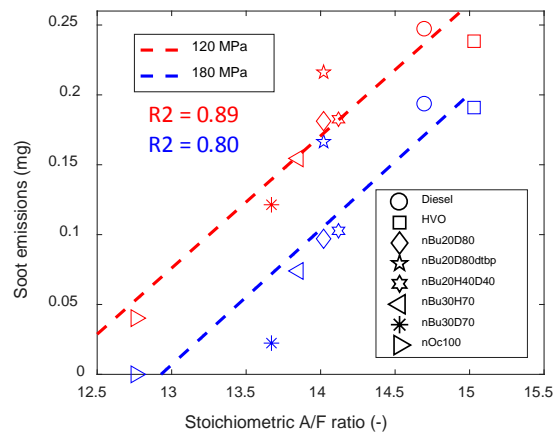 0.25
0.2
0.15
0.1
0.05
0
Soot emissions (mg)
120 MPa
180 MPa
R2 = 0.89
R2 = 0.80
Diesel
HVO
nBu20D80
nBu20D80dtbp
nBu20H40D40
nBu30H70
nBu30D70
nOc100
12.5 13 13.5 14 14.5 15 15.5
Stoichiometric A/F ratio (-)